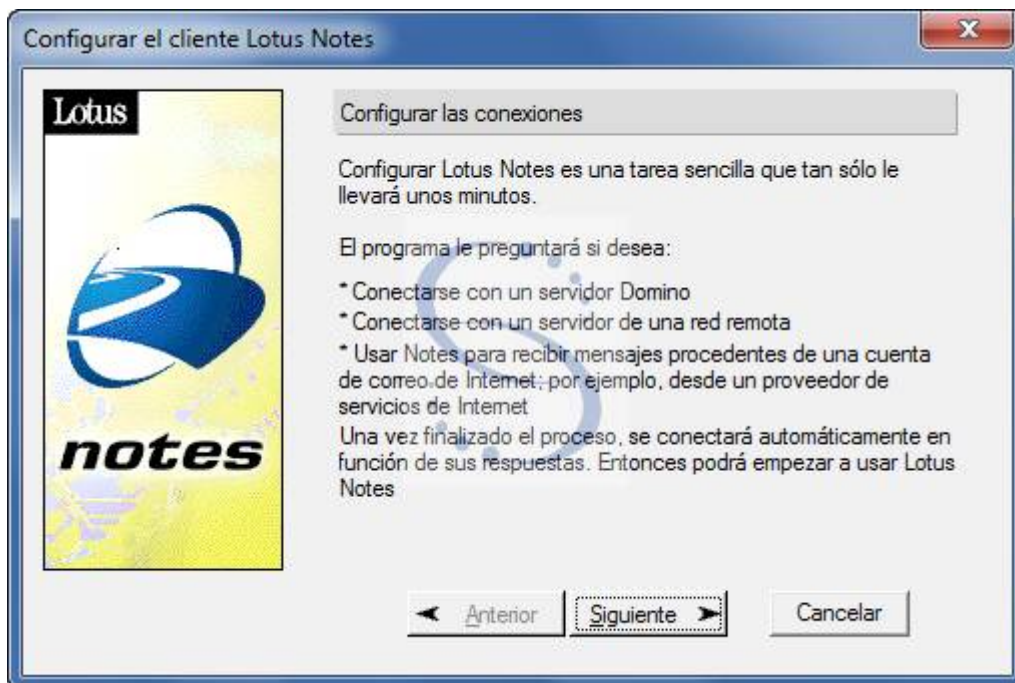 Configurar el cliente Lotus Notes
Lotus
notes
Configurar las conexiones
Configurar Lotus Notes es una tarea sencilla que tan sólo le
llevará unos minutos.
El programa le preguntará si desea:
* Conectarse con un servidor Domino
* Conectarse con un servidor de una red remota
* Usar Notes para recibir mensajes procedentes de una cuenta
de correo de Internet; por ejemplo, desde un proveedor de
servicios de Internet
Una vez finalizado el proceso, se conectará automáticamente en
función de sus respuestas. Entonces podrá empezar a usar Lotus
Notes
Anterior
Siguiente
Cancelar